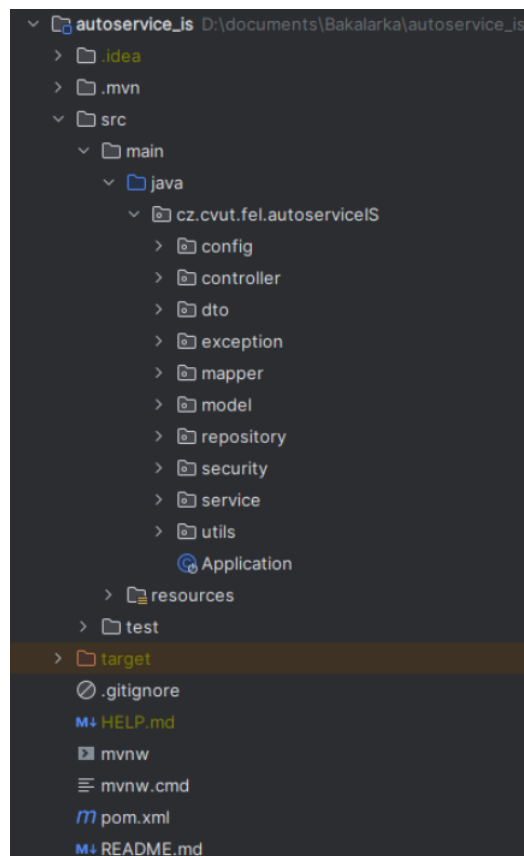 autoservice_is D:\documents\Bakalarka\autoservice_is
.idea
.mvn
src
main
java
cz.cvut.fel.autoserviceIS
config
controller
dto
exception
mapper
model
repository
security
service
utils
Application
resources
test
target
.gitignore
M↓ HELP.md
mvnw
mvnw.cmd
m pom.xml
M↓ README.md